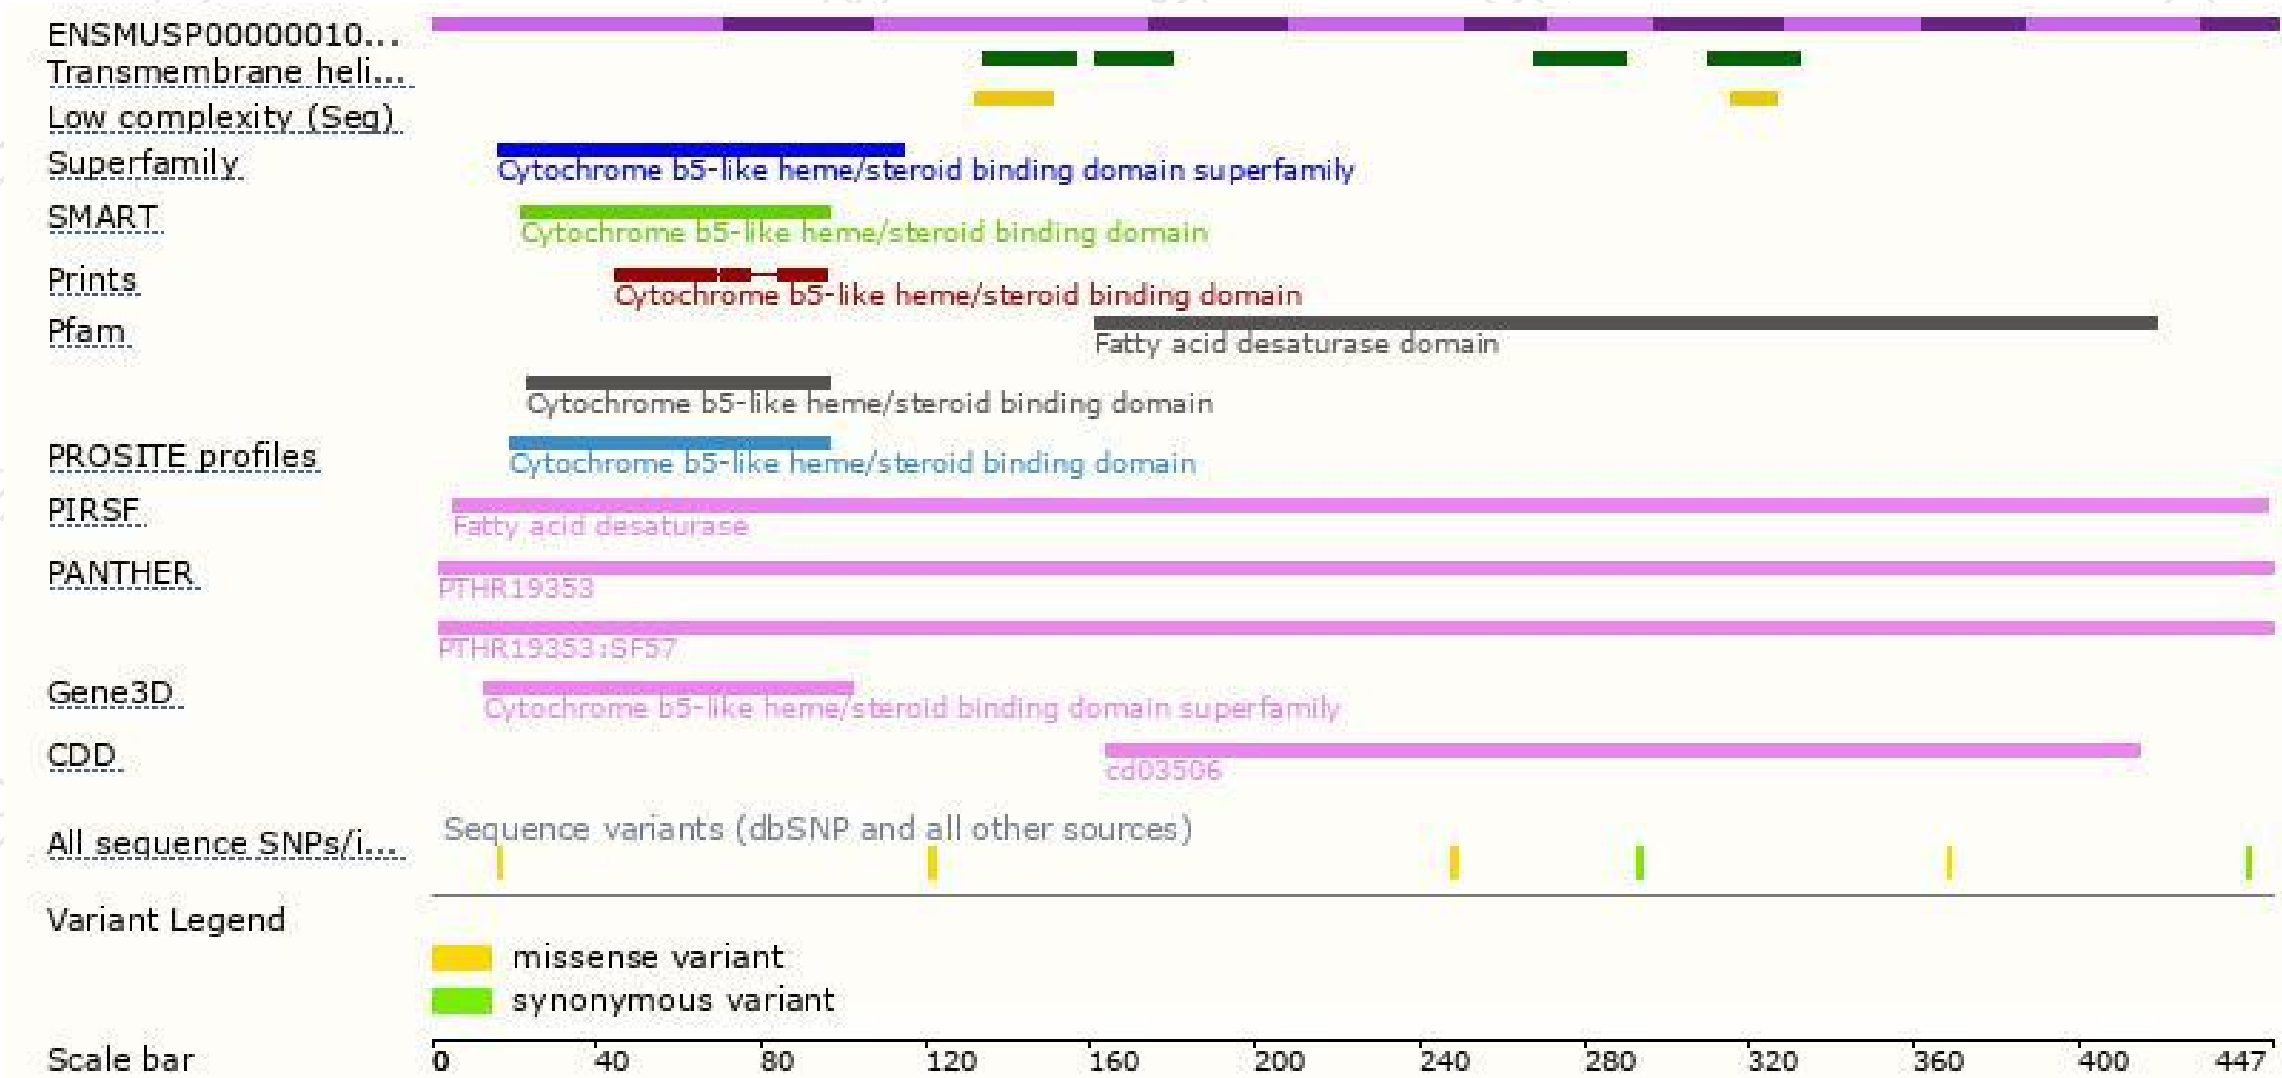 ENSMUSP00000010...
Transmembrane heli...
Low complexity (Seg)
Superfamily
Cytochrome b5-like heme/steroid binding domain superfamily
SMART
Cytochrome b5-like heme/steroid binding domain
Prints
Cytochrome b5-like heme/steroid binding domain
Pfam
Fatty acid desaturase domain
Cytochrome b5-like heme/steroid binding domain
PROSITE profiles
Cytochrome b5-like heme/steroid binding domain
PIRSF
Fatty acid desaturase
PANTHER
PTHR19353
PTHR19353:SF57
Gene3D
Cytochrome b5-like heme/steroid binding domain superfamily
CDD
cd03506
Sequence variants (dbSNP and all other sources)
All sequence SNPs/i...
Variant Legend
missense variant
synonymous variant
Scale bar 0 40 80 120 160 200 240 280 320 360 400 447